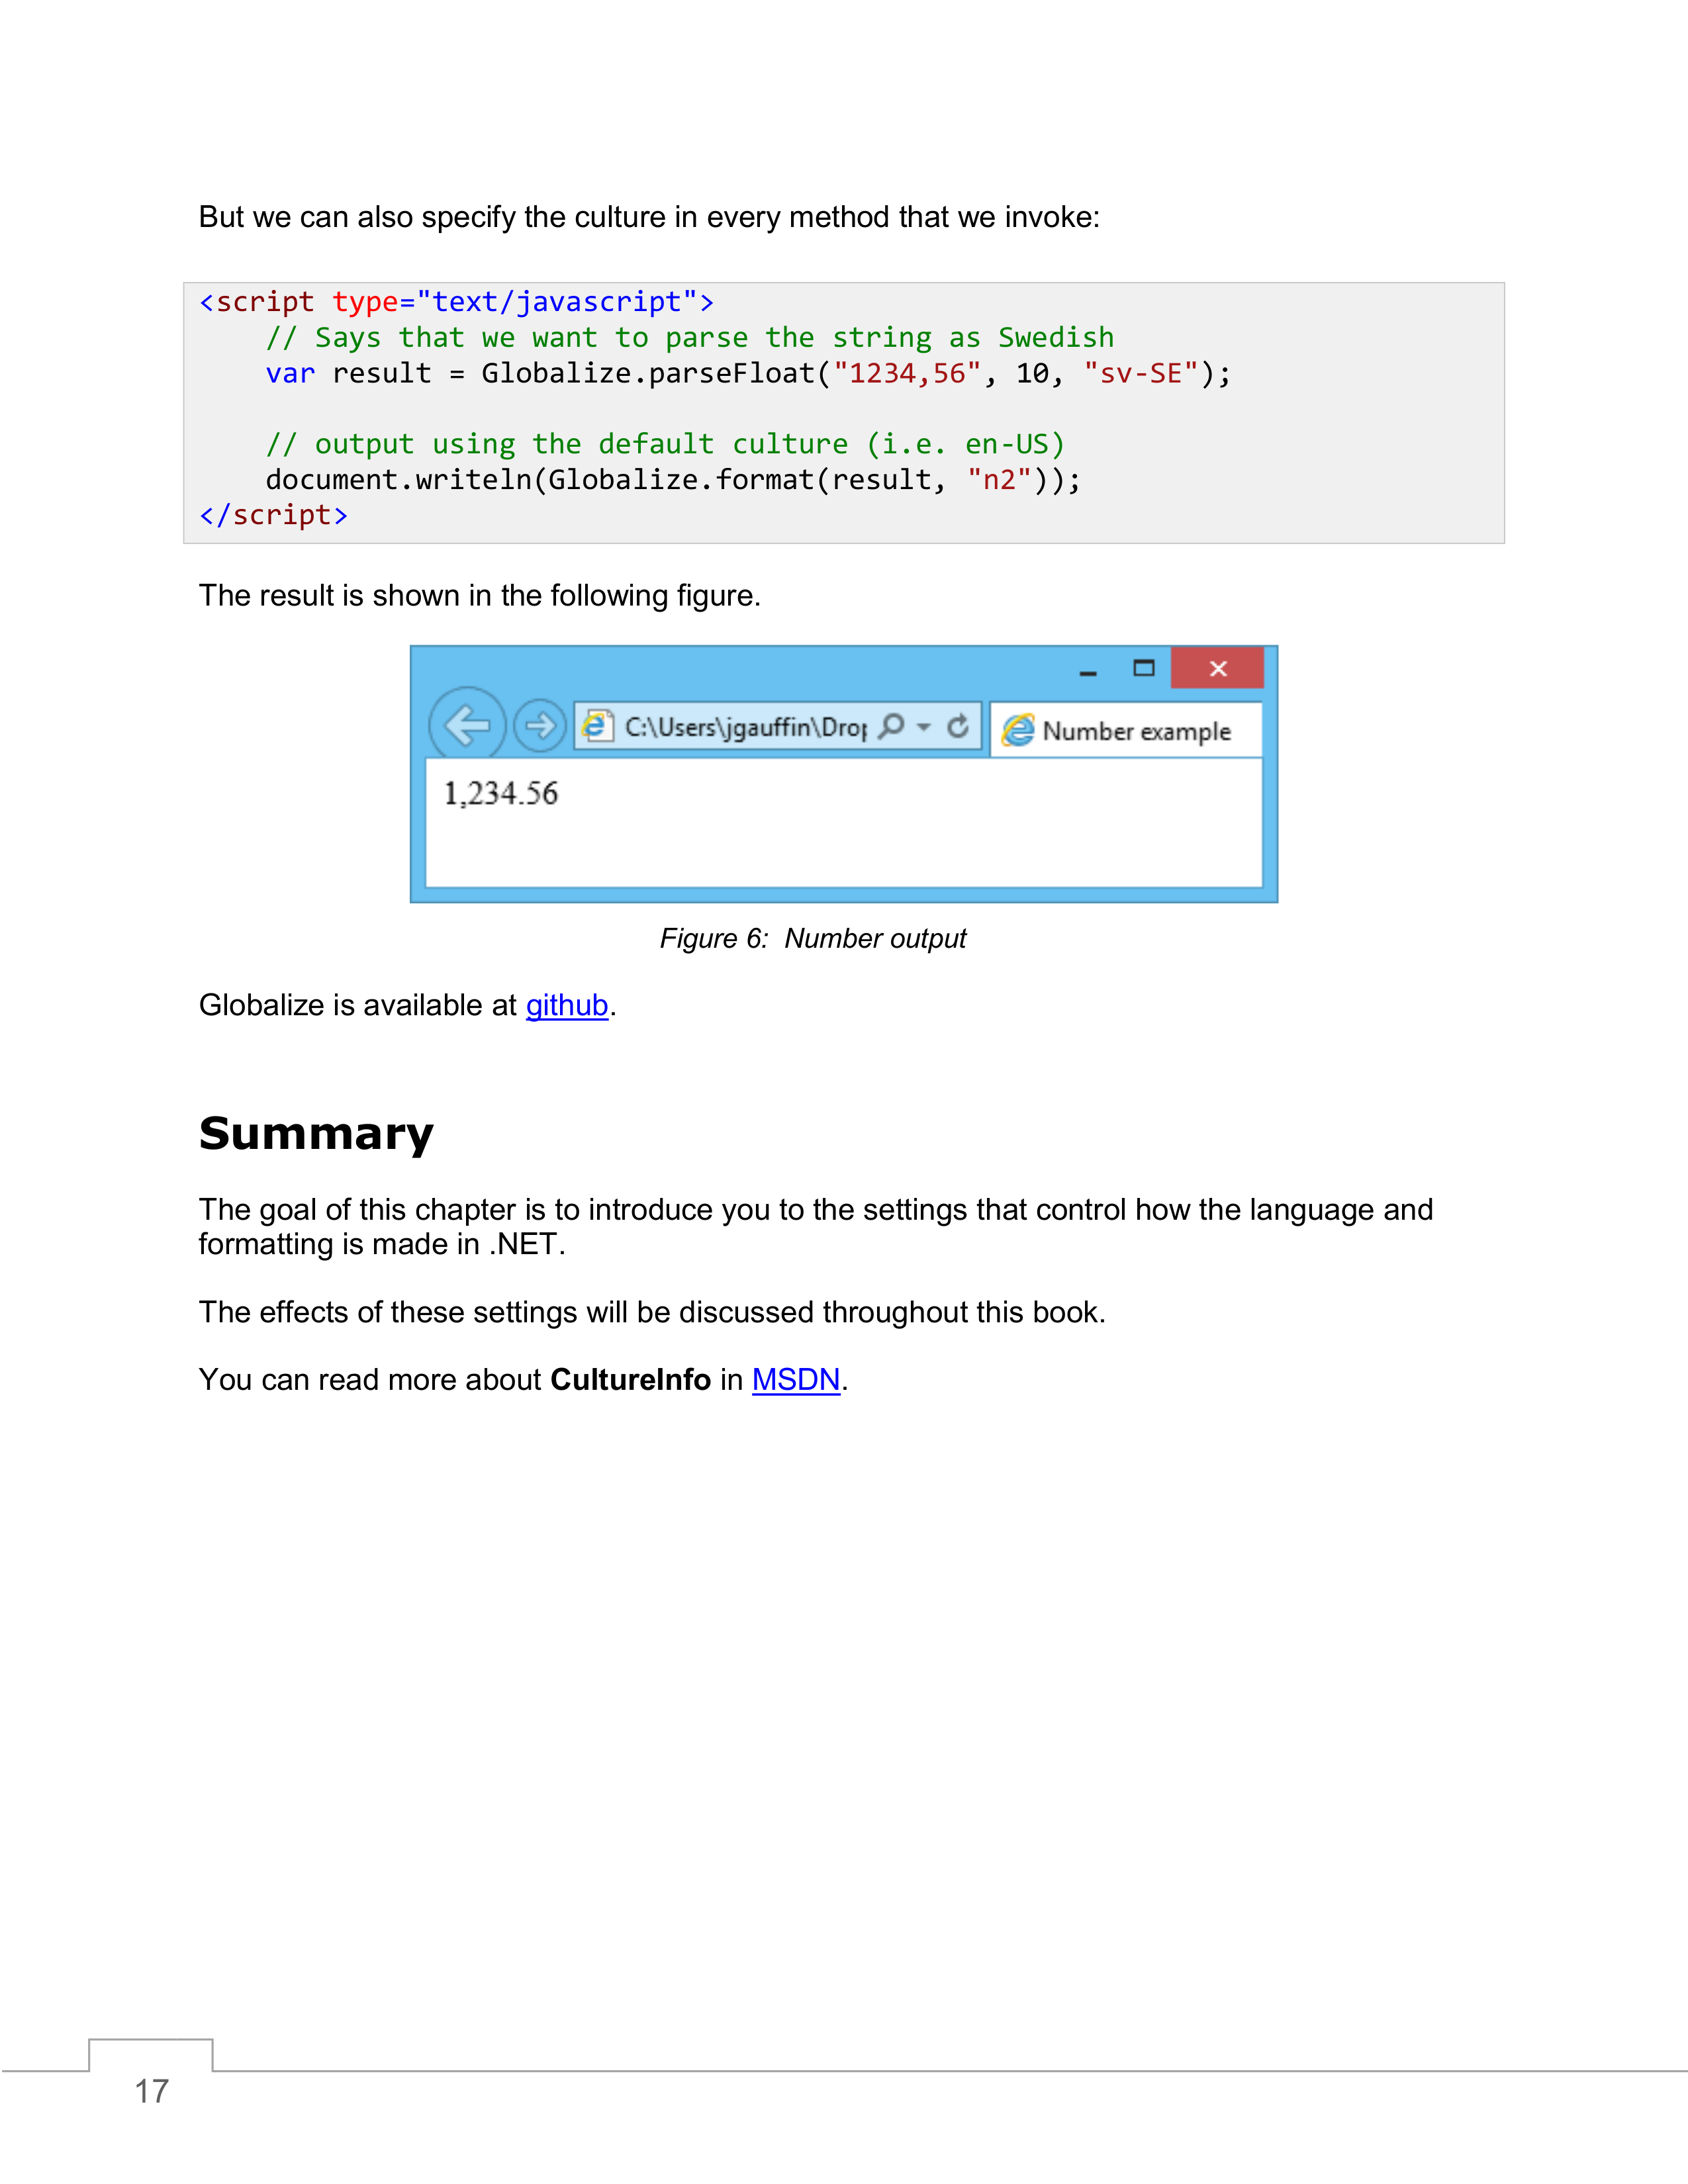 But we can also specify the culture in every method that we invoke:
<script type="text/javascript">
    // Says that we want to parse the string as Swedish
    var result = Globalize.parseFloat("1234,56", 10, "sv-SE");
    // output using the default culture (i.e. en-US)
    document.writeln(Globalize.format(result, "n2"));
</script>
The result is shown in the following figure.
C:\Users\jgauffin\Drop
Number example
1,234.56
Figure 6:  Number output
Globalize is available at github.
Summary
The goal of this chapter is to introduce you to the settings that control how the language and
formatting is made in .NET.
The effects of these settings will be discussed throughout this book.
You can read more about CultureInfo in MSDN.
17